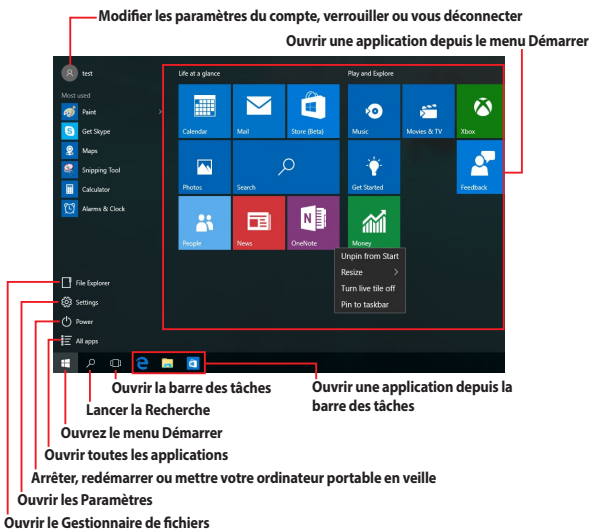 Modifier les paramètres du compte, verrouiller ou vous déconnecter
Ouvrir une application depuis le menu Démarrer
test
Most used
Paint
Get Skype
Maps
Snipping Tool
Calculator
Alarms & Clock
File Explorer
Settings
Power
All apps
Life at a glance
Play and Explore
Calendar
Mail
Store (Beta)
Music
Movies & TV
Xbox
Photos
Search
Get Started
Feedback
People
News
OneNote
Money
Unpin from Start
Resize
Turn live tile off
Pin to taskbar
Ouvrir la barre des tâches
Ouvrir une application depuis la
barre des tâches
Lancer la Recherche
Ouvrez le menu Démarrer
Ouvrir toutes les applications
Arrêter, redémarrer ou mettre votre ordinateur portable en veille
Ouvrir les Paramètres
Ouvrir le Gestionnaire de fichiers